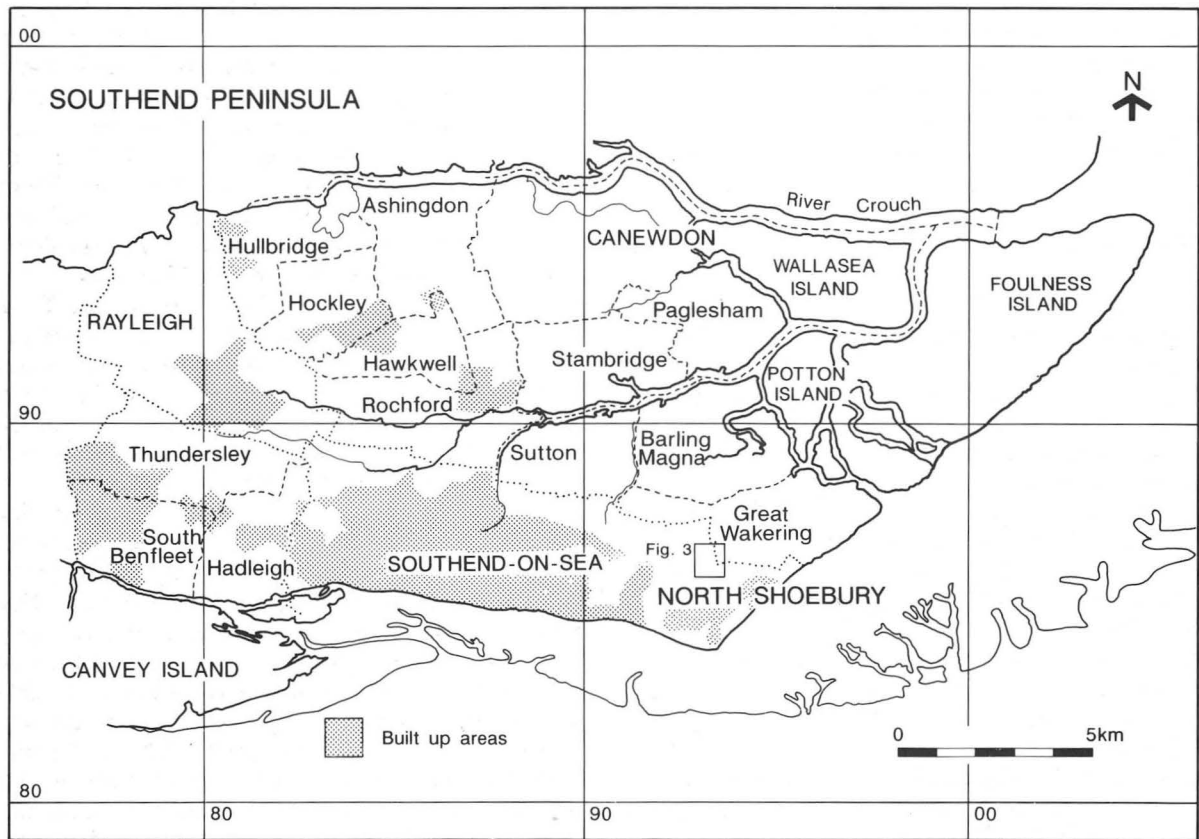 00
SOUTHEND PENINSULA
N
Ashingdon
River Crouch
Hullbridge
CANEWDON
WALLASEA
ISLAND
FOULNESS
ISLAND
Hockley
RAYLEIGH
Paglesham
Hawkwell
Stambridge
POTTON
ISLAND
Rochford
90
Thundersley
Sutton
Barling
Magna
Great
Wakering
South
Benfleet
Hadleigh
SOUTHEND-ON-SEA
Fig. 3
NORTH SHOEBURY
CANVEY ISLAND
Built up areas
0 5km
80
80 90 00